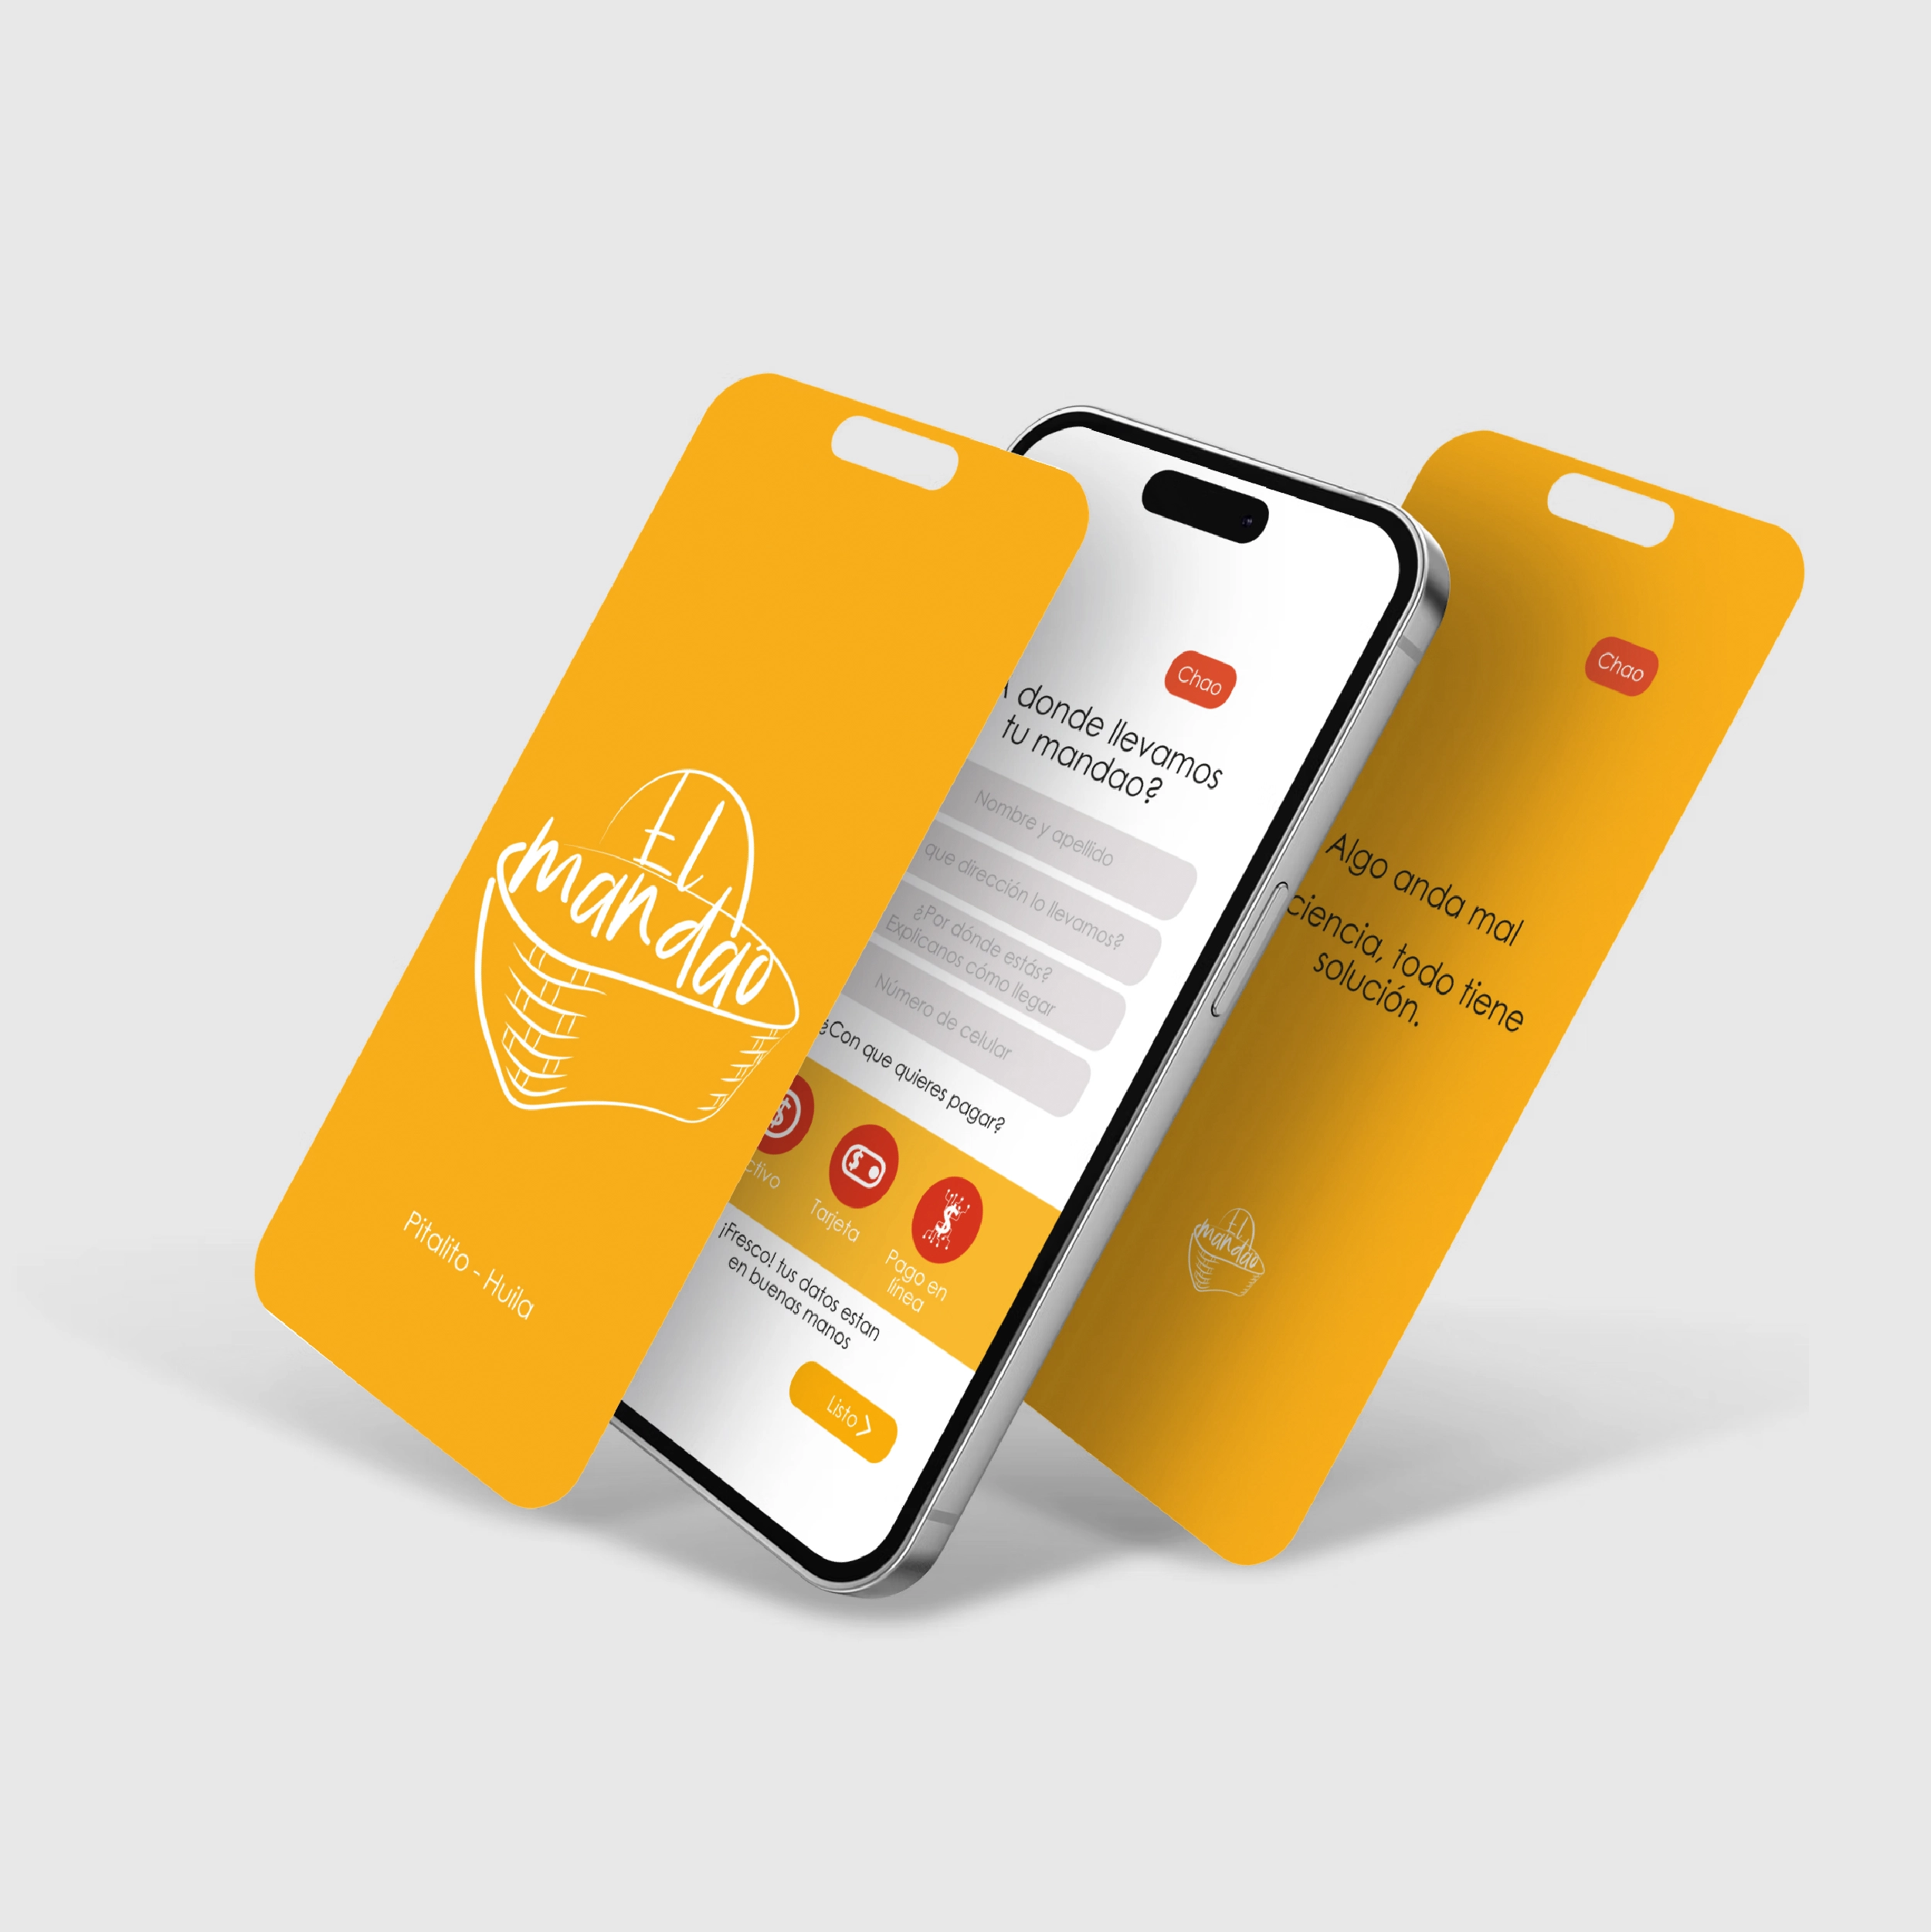 EL
mandao
Pitalito - Huila
Chao
donde llevamos
tu mandao?
Nombre y apellido
que dirección lo llevamos?
¿Por dónde estás?
Explicanos cómo llegar
Número de celular
¿Con que quieres pagar?
$
$
$
Tarjeta
Pago en
línea
¡Fresco! tus datos estan
en buenas manos
Listo >
Chao
Algo anda mal
todo tiene
solución.
EL
mandao